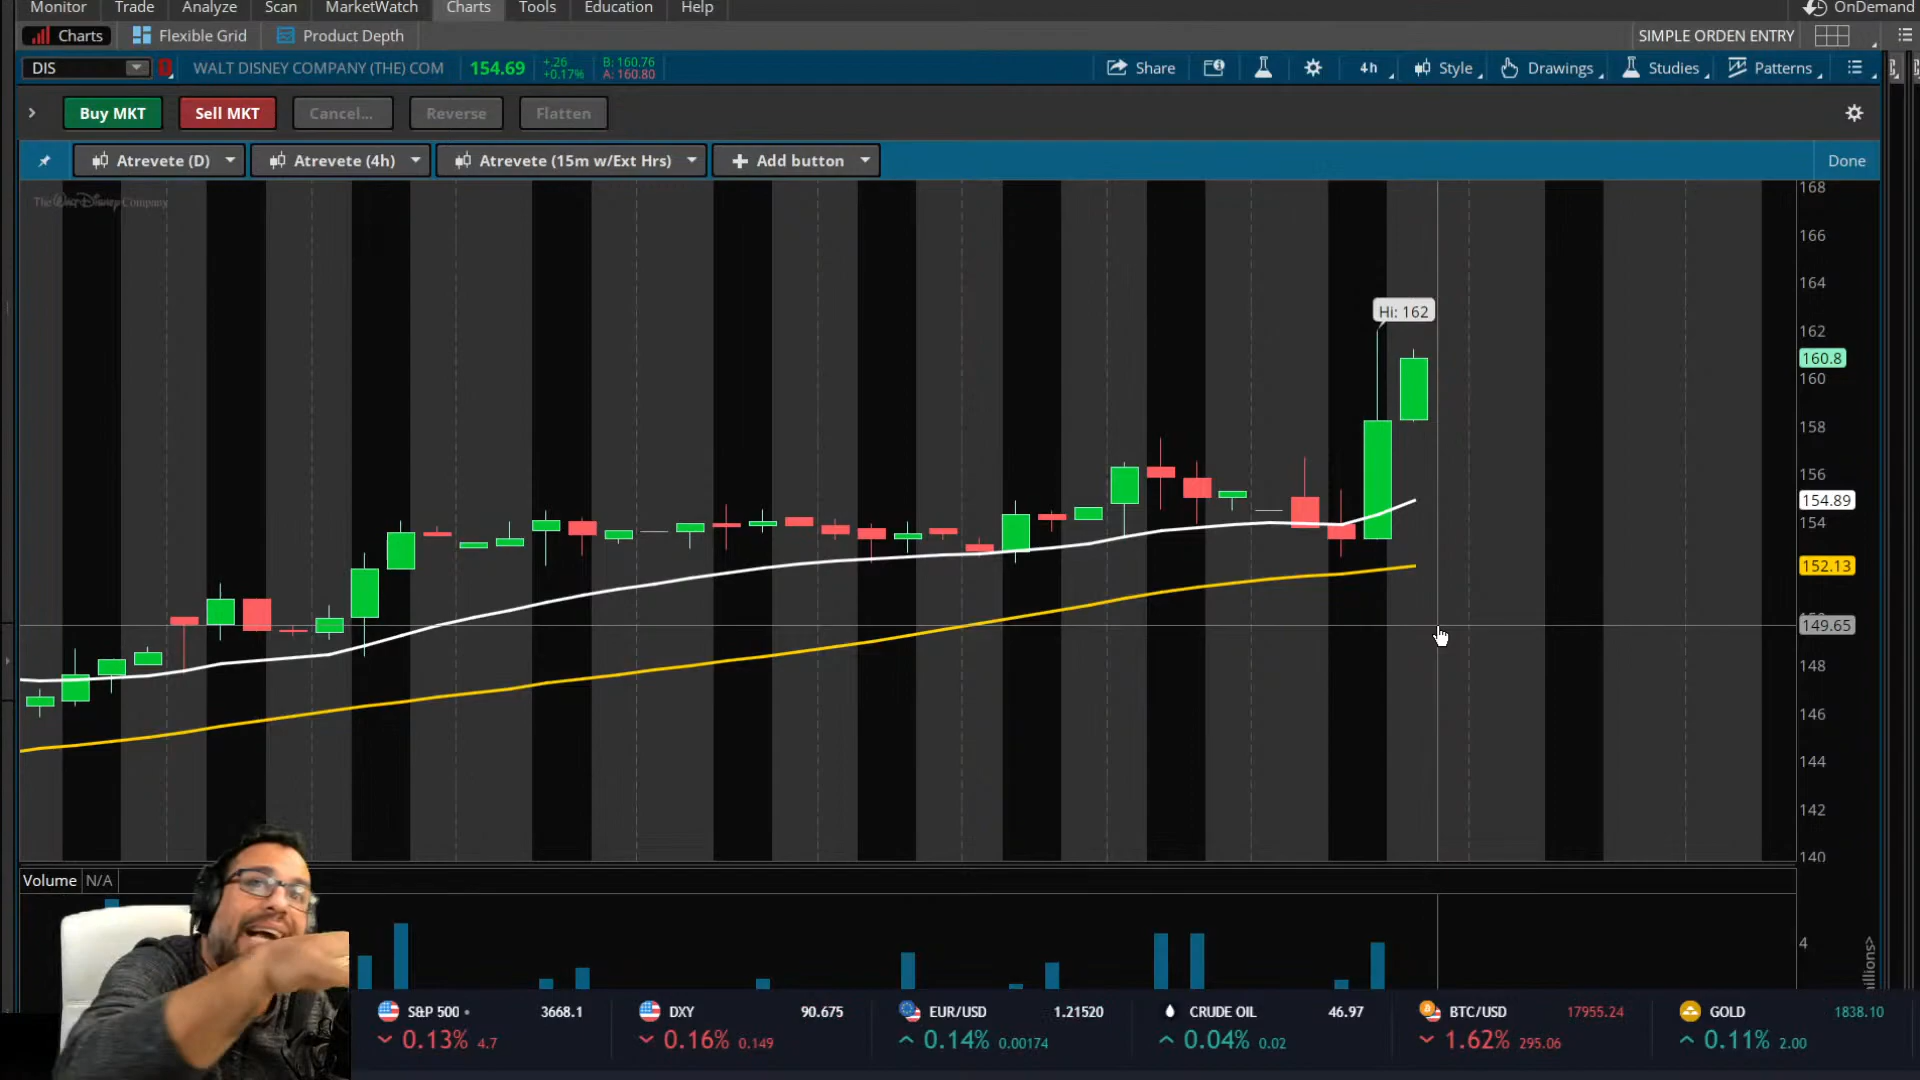 Monitor Trade Analyze Scan MarketWatch Charts Tools Education Help OnDemand
Charts Flexible Grid Product Depth SIMPLE ORDEN ENTRY
DIS WALT DISNEY COMPANY (THE) COM 154.69 +.26 +0.17% B: 160.76 A: 160.80 Share 4h Style Drawings Studies Patterns
Buy MKT Sell MKT Cancel... Reverse Flatten
Atrevete (D) Atrevete (4h) Atrevete (15m w/Ext Hrs) Add button Done
The Walt Disney Company
168
166
164
Hi: 162
162
160.8
160
158
156
154.89
154
152.13
149.65
148
146
144
142
140
Volume N/A
4
S&P 500 3668.1 DXY 90.675 EUR/USD 1.21520 CRUDE OIL 46.97 BTC/USD 17955.24 GOLD 1838.10
0.13% 4.7 0.16% 0.149 0.14% 0.00174 0.04% 0.02 1.62% 295.06 0.11% 2.00